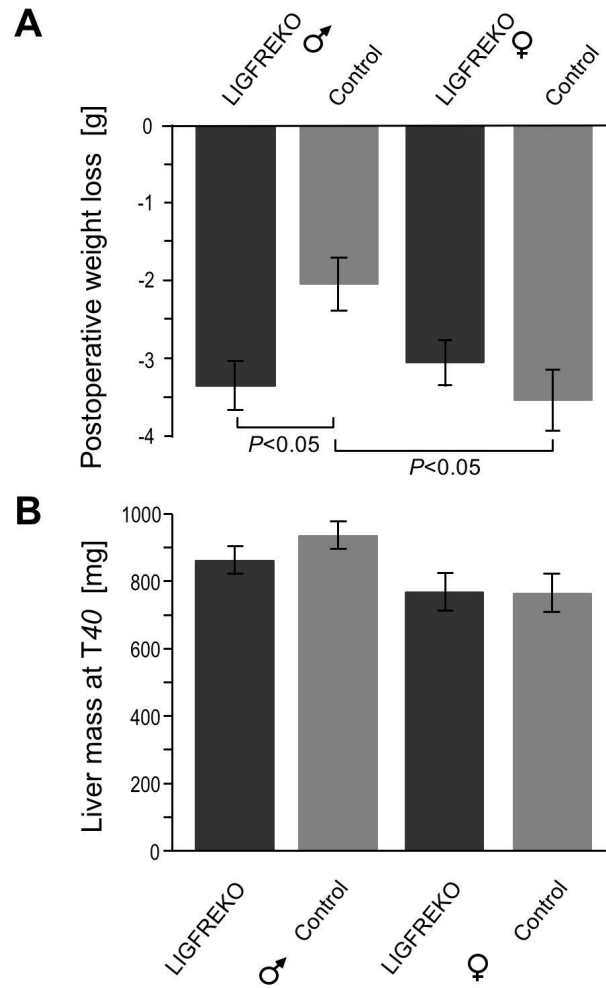 A
LIGFREKO ♂ Control LIGFREKO ♀ Control
Postoperative weight loss [g]
0
-1
-2
-3
-4
P<0.05
P<0.05
B
Liver mass at T40 [mg]
1000
800
600
400
200
0
LIGFREKO ♂ Control LIGFREKO ♀ Control